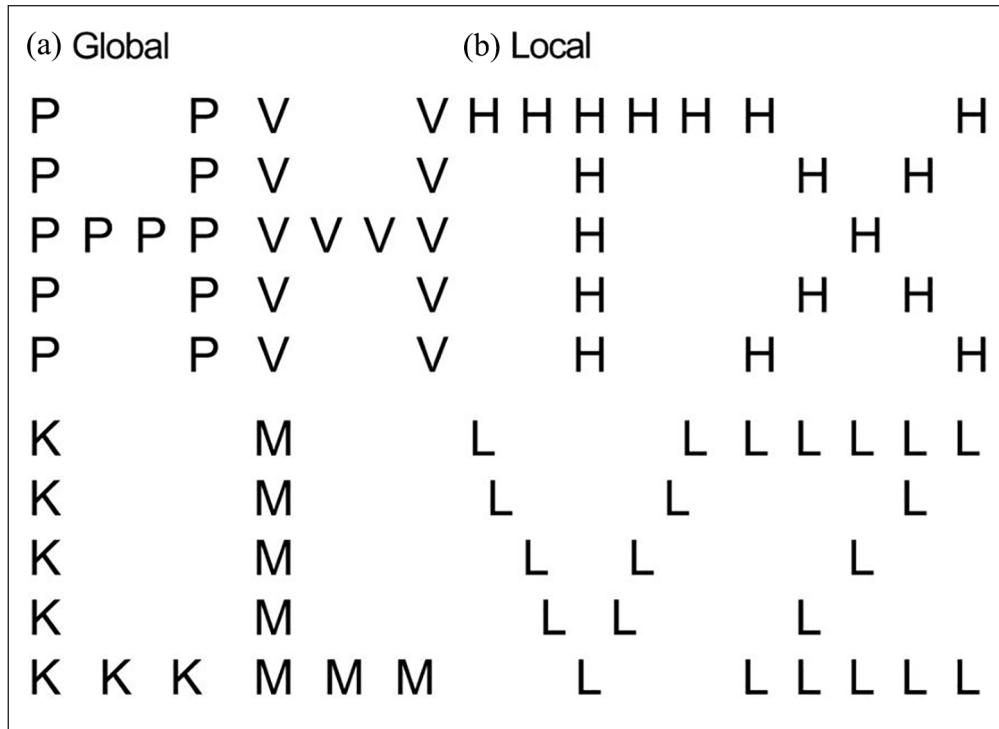 (a) Global (b) Local
P P V V H H H H H H H
P P V V H H H
P P P P V V V V H H
P P V V H H H
P P V V H H H
K M L L L L L L L
K M L L L
K M L L L
K M L L L
K K K M M M L L L L L L